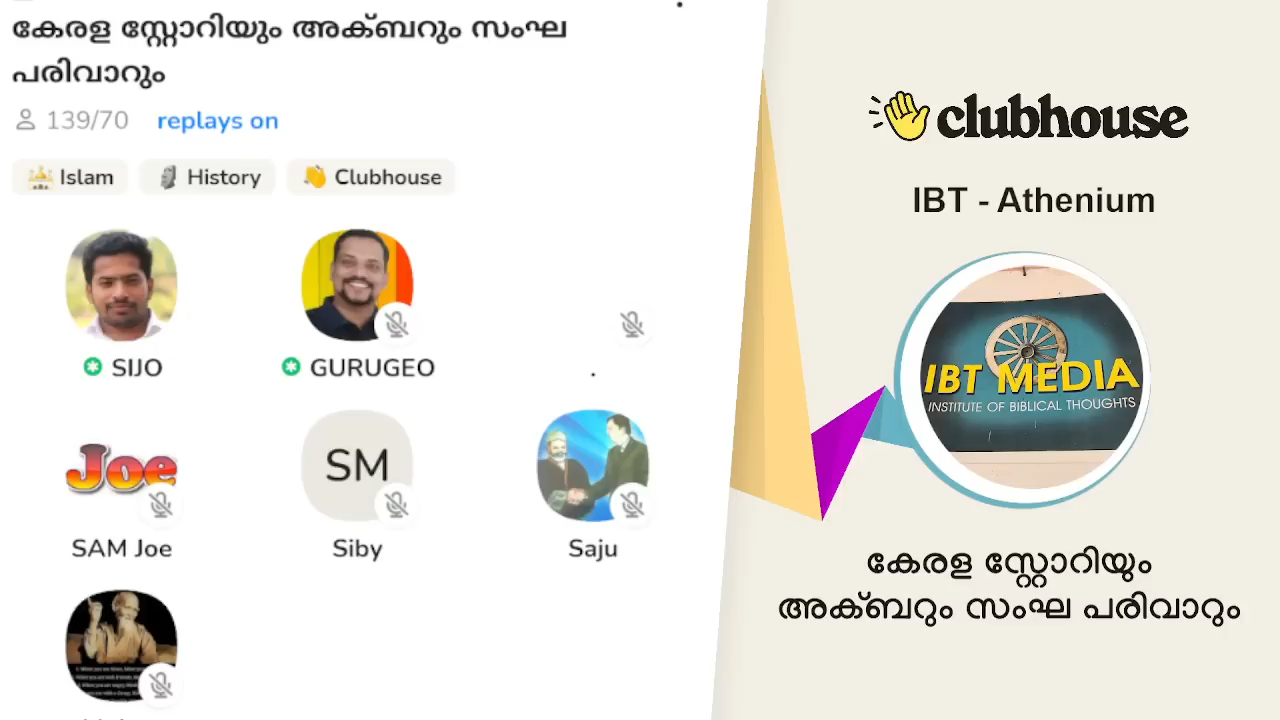 കേരള സ്റ്റോറിയും അക്ബറും സംഘ
പരിവാറും
139/70 replays on
Islam History Clubhouse
SIJO GURUGEO .
Joe SM
SAM Joe Siby Saju
clubhouse
IBT - Athenium
IBT MEDIA
INSTITUTE OF BIBLICAL THOUGHTS
കേരള സ്റ്റോറിയും
അക്ബറും സംഘ പരിവാറും